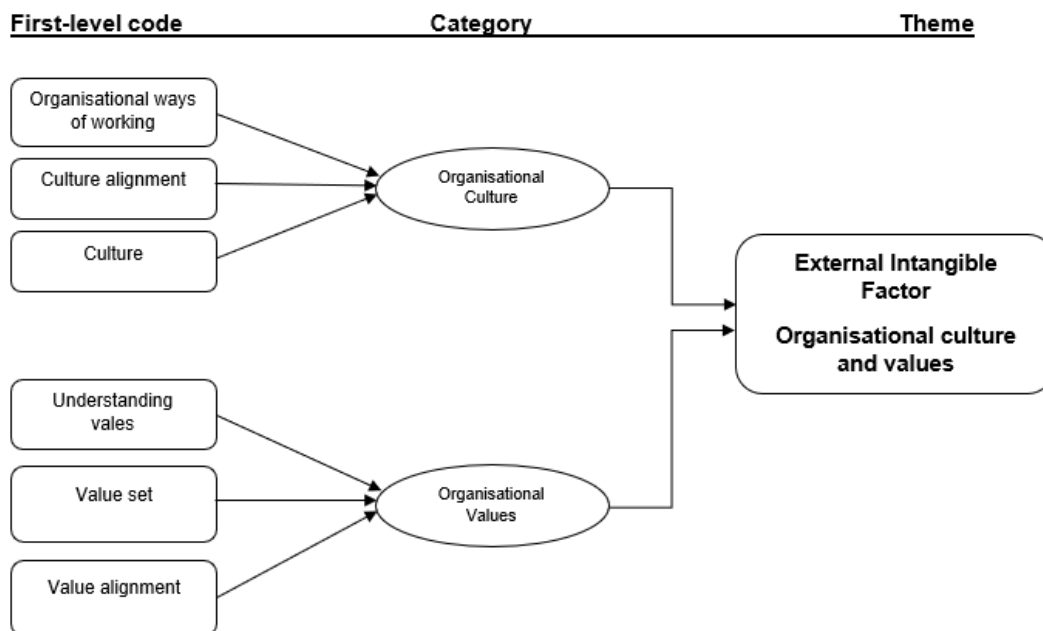 First-level code Category Theme
Organisational ways
of working
Culture alignment
Culture
Organisational
Culture
External Intangible
Factor
Organisational culture
and values
Understanding
vales
Value set
Value alignment
Organisational
Values